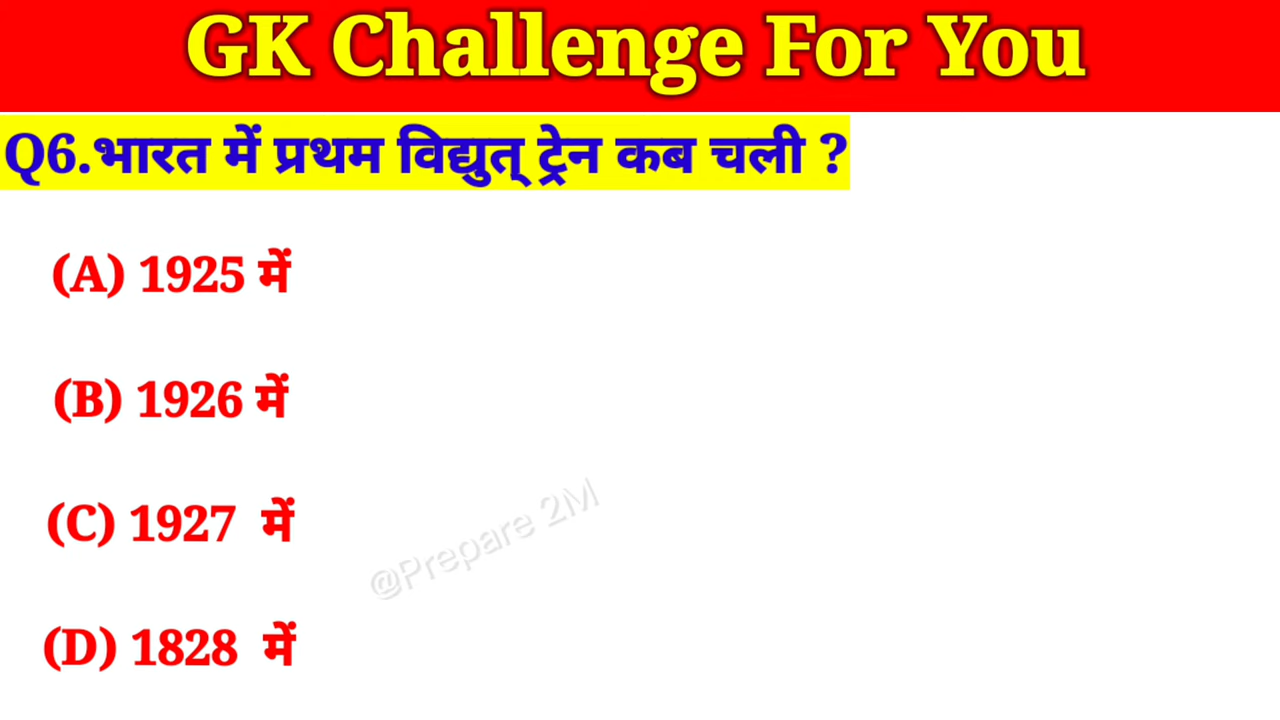 GK Challenge For You
Q6.भारत में प्रथम विद्युत् ट्रेन कब चली ?
(A) 1925 में
(B) 1926 में
(C) 1927 में
@Prepare 2M
(D) 1828 में